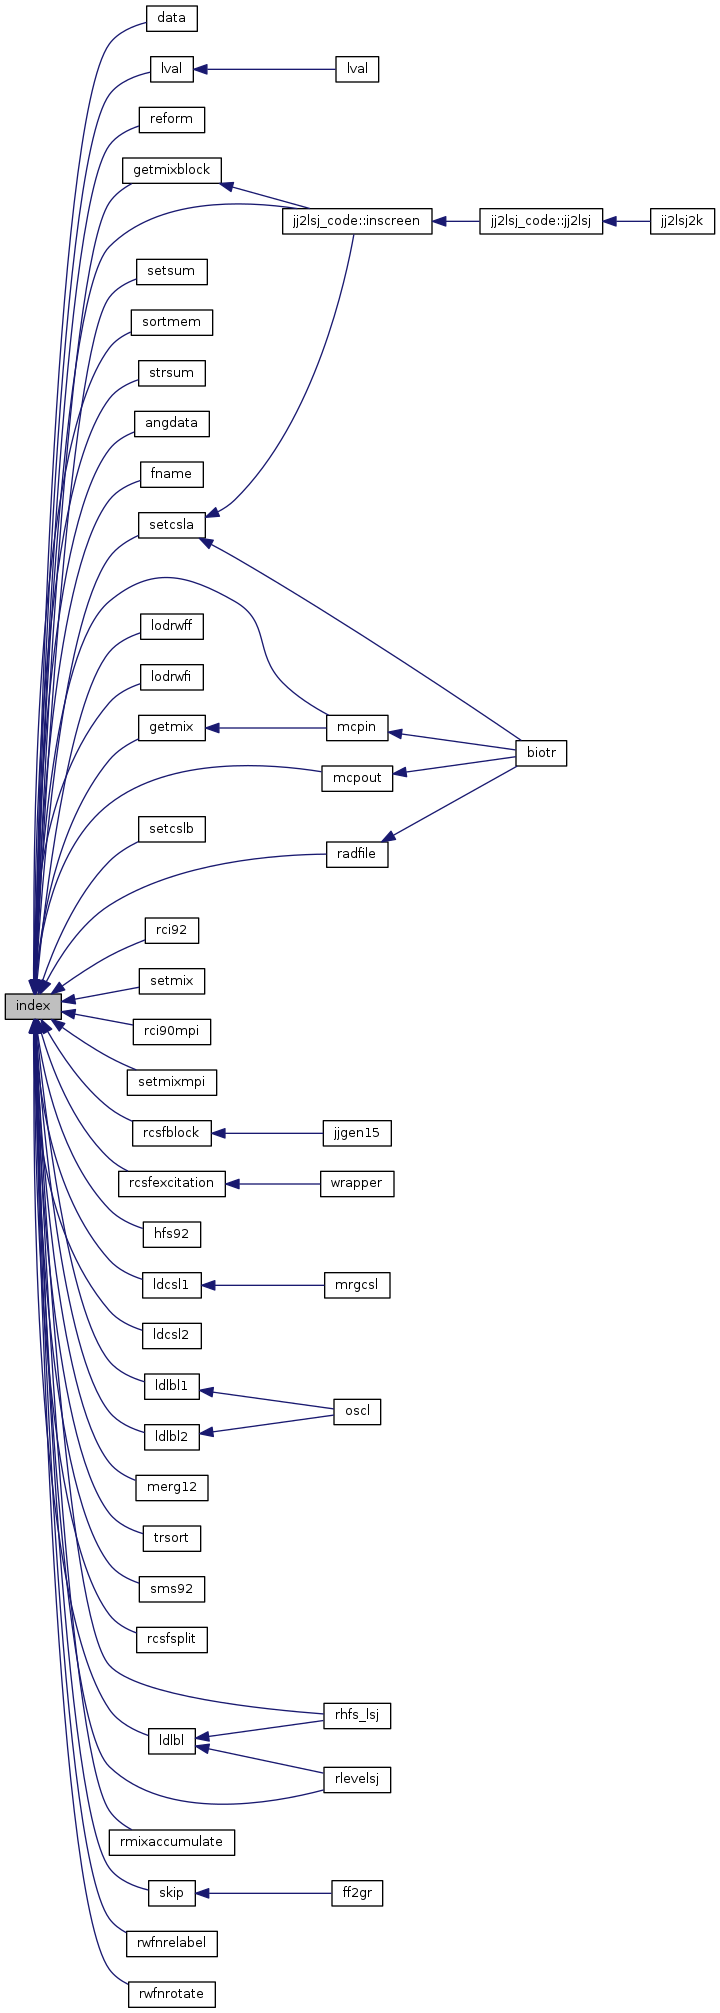 data
lval
lval
reform
getmixblock
jj2lsj_code::inscreen
jj2lsj_code::jj2lsj
jj2lsj2k
setsum
sortmem
strsum
angdata
fname
setcsla
lodrwff
lodrwfi
getmix
mcpin
biotr
mcpout
setcslb
radfile
rci92
setmix
index
rci90mpi
setmixmpi
rcsfblock
jjgen15
rcsfexcitation
wrapper
hfs92
ldcsl1
mrgcsl
ldcsl2
ldlbl1
oscl
ldlbl2
merg12
trsort
sms92
rcsfsplit
rhfs_lsj
ldlbl
rlevelsj
rmixaccumulate
skip
ff2gr
rwfnrelabel
rwfnrotate